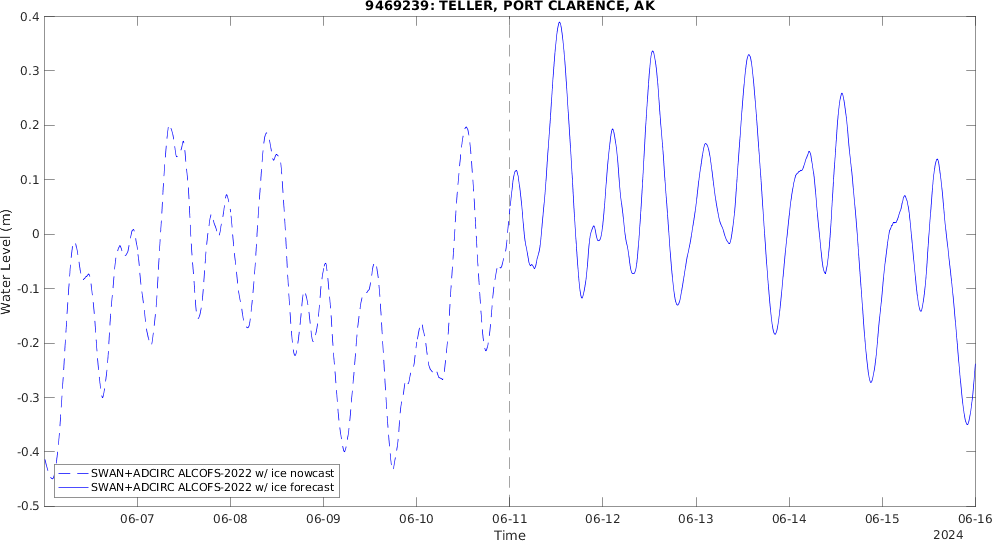 9469239: TELLER, PORT CLARENCE, AK
0.4
0.3
0.2
0.1
0
-0.1
-0.2
-0.3
-0.4
-0.5
Water Level (m)
SWAN+ADCIRC ALCOFS-2022 w/ ice nowcast
SWAN+ADCIRC ALCOFS-2022 w/ ice forecast
06-07 06-08 06-09 06-10 06-11 06-12 06-13 06-14 06-15 06-16
Time
2024